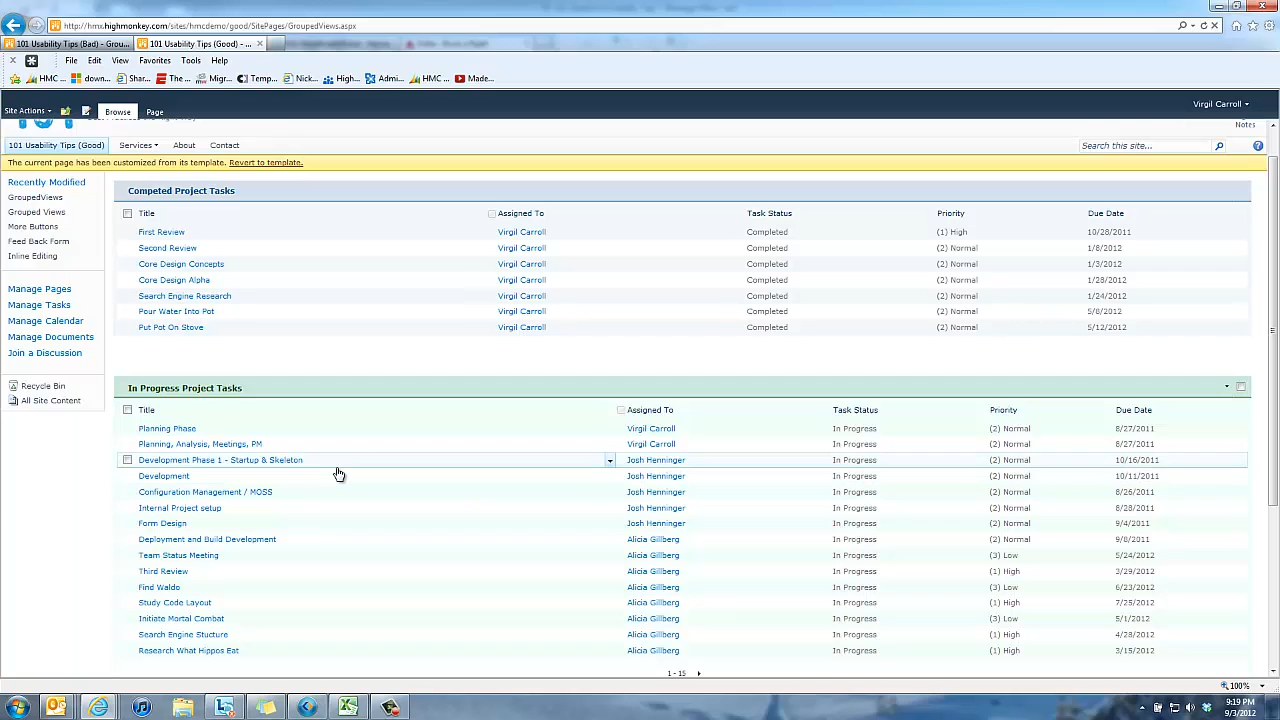 http://hmx.highmonkey.com/sites/hmcdemo/good/SitePages/GroupedViews.aspx
101 Usability Tips (Bad) - Grou... 101 Usability Tips (Good) - ...
File Edit View Favorites Tools Help
HMC ... down... Shar... The ... Migr... Temp... Nick... High... Admi... HMC ... Made...
Site Actions Browse Page Virgil Carroll
Notes
101 Usability Tips (Good) Services About Contact Search this site...
The current page has been customized from its template. Revert to template.
Recently Modified
GroupedViews
Grouped Views
More Buttons
Feed Back Form
Inline Editing
Manage Pages
Manage Tasks
Manage Calendar
Manage Documents
Join a Discussion
Recycle Bin
All Site Content
Competed Project Tasks
Title Assigned To Task Status Priority Due Date
First Review Virgil Carroll Completed (1) High 10/28/2011
Second Review Virgil Carroll Completed (2) Normal 1/8/2012
Core Design Concepts Virgil Carroll Completed (2) Normal 1/3/2012
Core Design Alpha Virgil Carroll Completed (2) Normal 1/28/2012
Search Engine Research Virgil Carroll Completed (2) Normal 1/24/2012
Pour Water Into Pot Virgil Carroll Completed (2) Normal 5/8/2012
Put Pot On Stove Virgil Carroll Completed (2) Normal 5/12/2012
In Progress Project Tasks
Title Assigned To Task Status Priority Due Date
Planning Phase Virgil Carroll In Progress (2) Normal 8/27/2011
Planning, Analysis, Meetings, PM Virgil Carroll In Progress (2) Normal 8/27/2011
Development Phase 1 - Startup & Skeleton Josh Henninger In Progress (2) Normal 10/16/2011
Development Josh Henninger In Progress (2) Normal 10/11/2011
Configuration Management / MOSS Josh Henninger In Progress (2) Normal 8/26/2011
Internal Project setup Josh Henninger In Progress (2) Normal 8/28/2011
Form Design Josh Henninger In Progress (2) Normal 9/4/2011
Deployment and Build Development Alicia Gillberg In Progress (2) Normal 9/8/2011
Team Status Meeting Alicia Gillberg In Progress (3) Low 5/24/2012
Third Review Alicia Gillberg In Progress (1) High 3/29/2012
Find Waldo Alicia Gillberg In Progress (3) Low 6/23/2012
Study Code Layout Alicia Gillberg In Progress (1) High 7/25/2012
Initiate Mortal Combat Alicia Gillberg In Progress (3) Low 5/1/2012
Search Engine Stucture Alicia Gillberg In Progress (1) High 4/28/2012
Research What Hippos Eat Alicia Gillberg In Progress (1) High 3/15/2012
1 - 15
100%
9:19 PM
9/3/2012